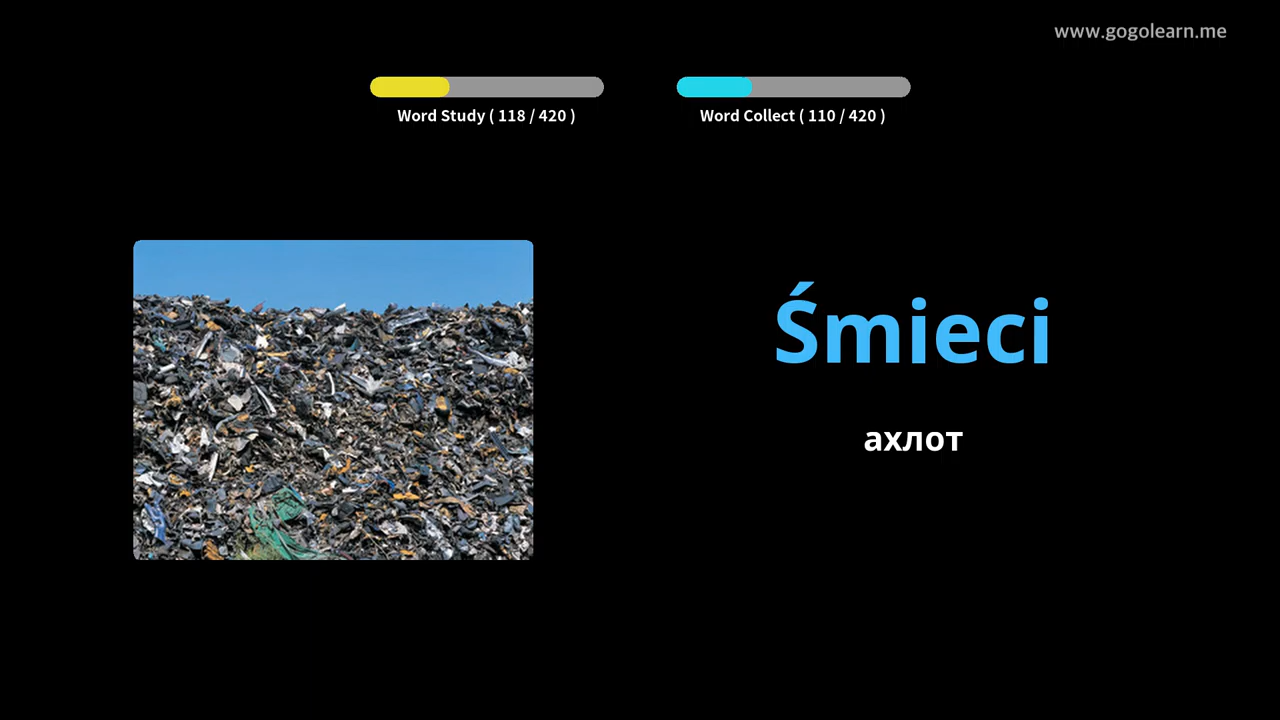 www.gogolearn.me
Word Study ( 118 / 420 )
Word Collect ( 110 / 420 )
Śmieci
ахлот